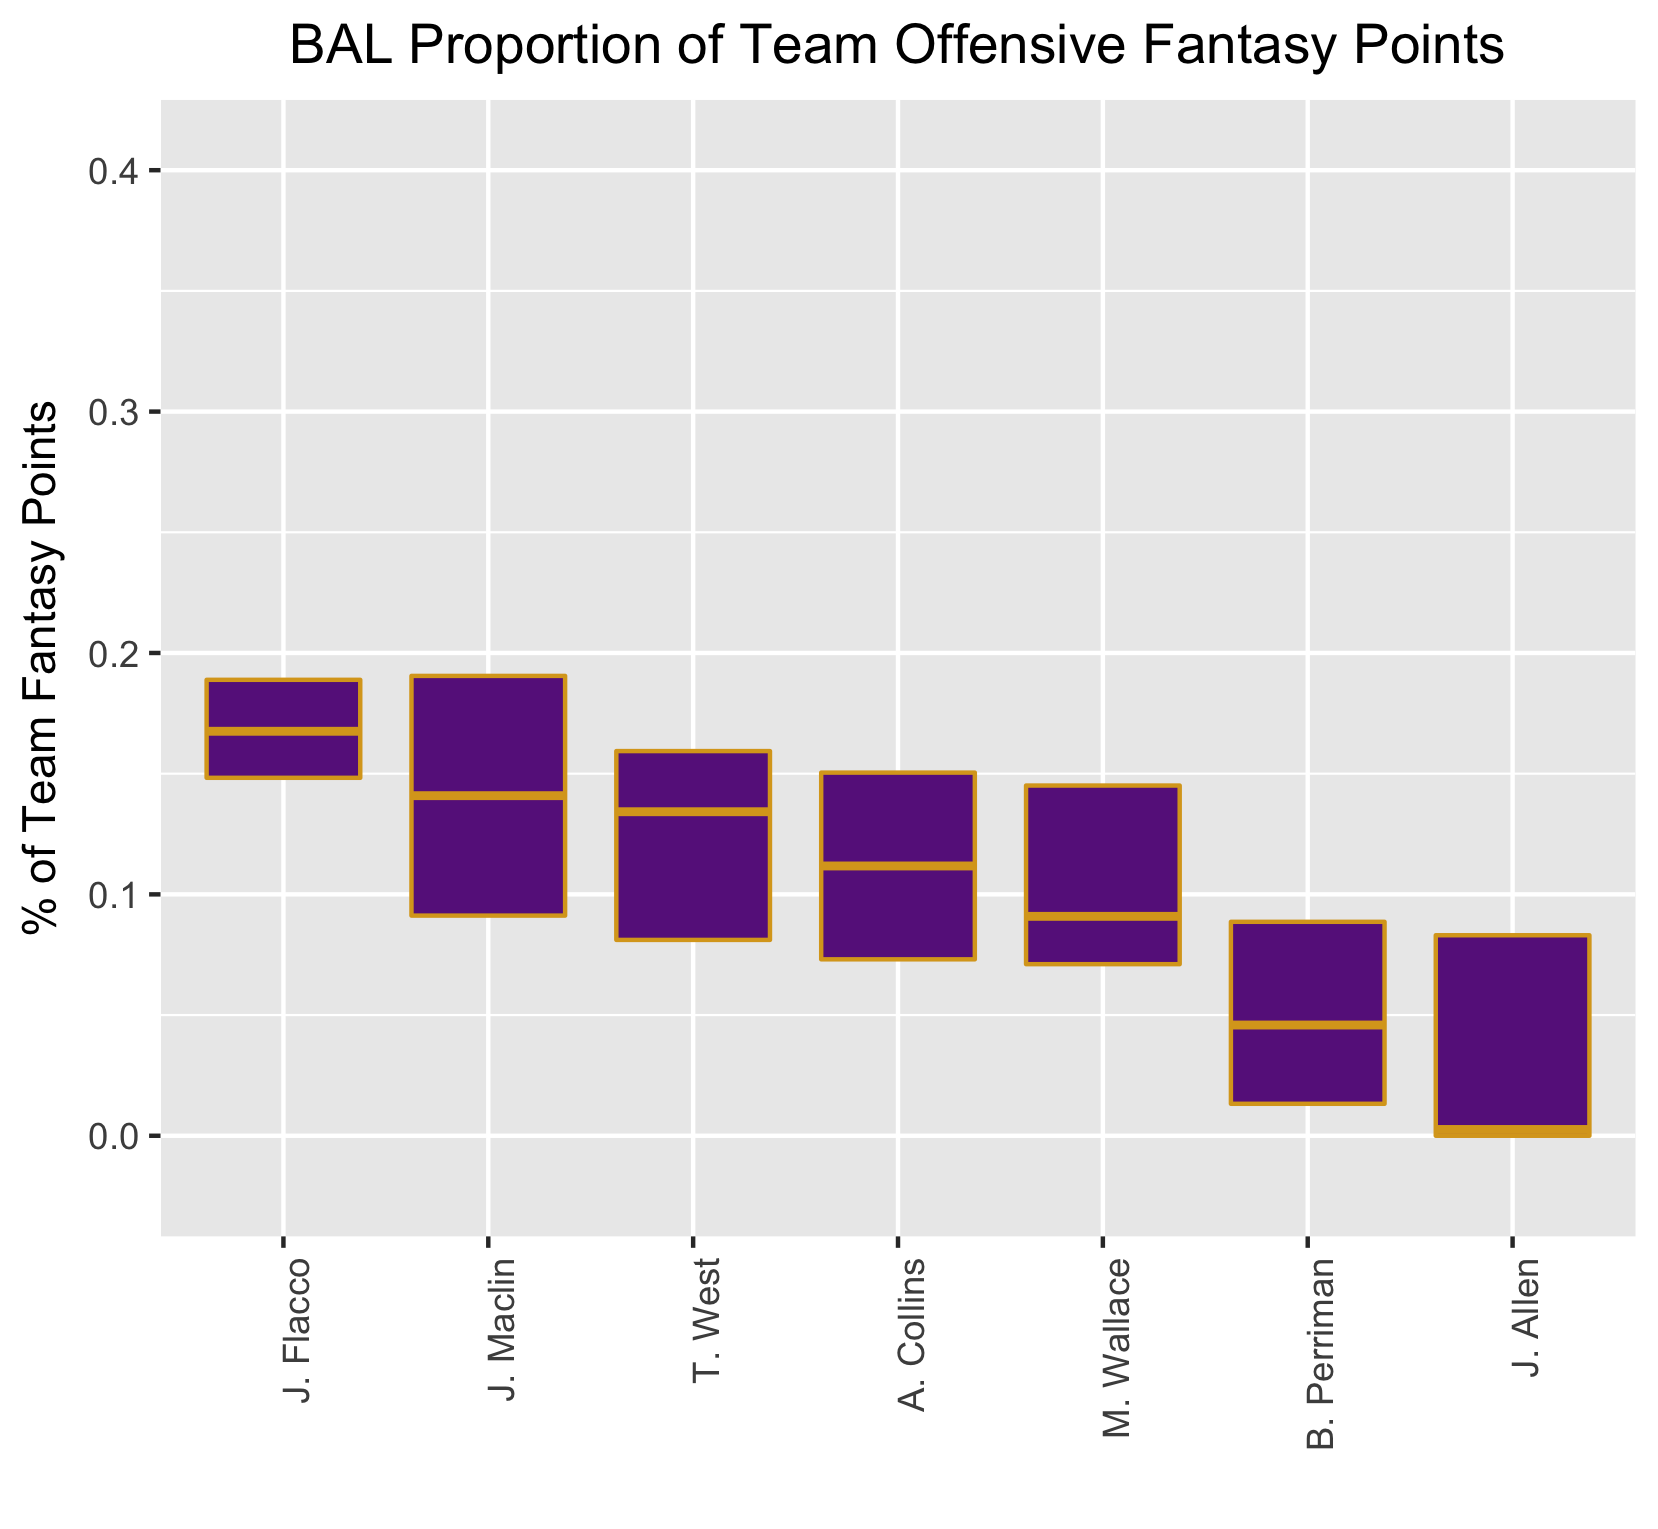 BAL Proportion of Team Offensive Fantasy Points
% of Team Fantasy Points
0.4
0.3
0.2
0.1
0.0
J. Flacco
J. Maclin
T. West
A. Collins
M. Wallace
B. Perriman
J. Allen